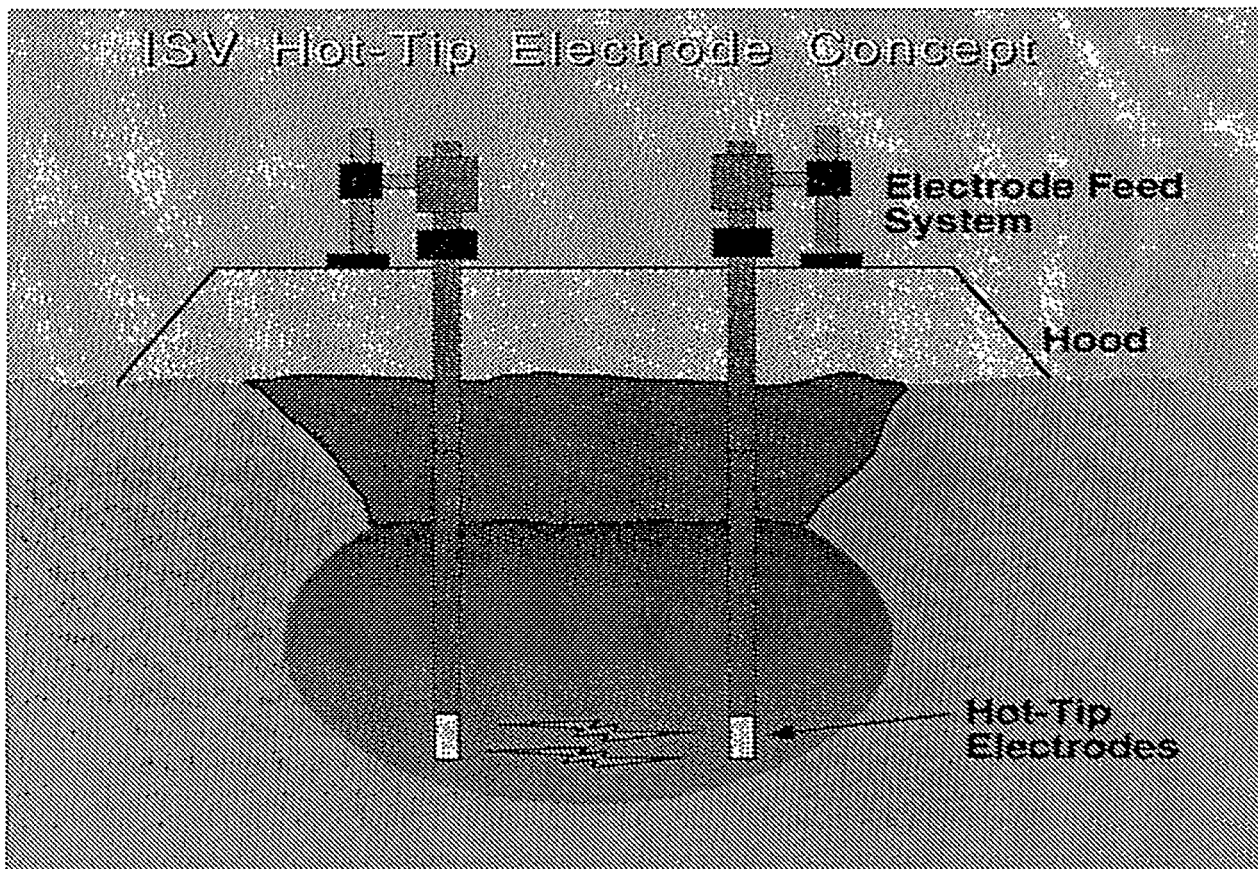 ISV Hot-Tip Electrode Concept
Electrode Feed
System
Hood
Hot-Tip
Electrodes